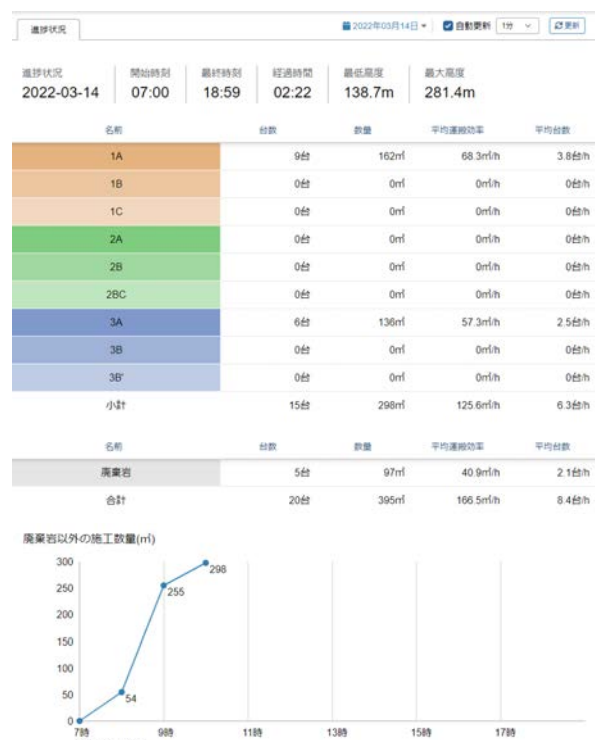 進捗状況
2022年03月14日 自動更新 1分 更新
進捗状況 開始時刻 最終時刻 経過時間 最低高度 最大高度
2022-03-14 07:00 18:59 02:22 138.7m 281.4m
名前 台数 数量 平均運搬効率 平均台数
1A 9台 162㎥ 68.3㎥/h 3.8台/h
1B 0台 0㎥ 0㎥/h 0台/h
1C 0台 0㎥ 0㎥/h 0台/h
2A 0台 0㎥ 0㎥/h 0台/h
2B 0台 0㎥ 0㎥/h 0台/h
2BC 0台 0㎥ 0㎥/h 0台/h
3A 6台 136㎥ 57.3㎥/h 2.5台/h
3B 0台 0㎥ 0㎥/h 0台/h
3B' 0台 0㎥ 0㎥/h 0台/h
小計 15台 298㎥ 125.6㎥/h 6.3台/h
名前 台数 数量 平均運搬効率 平均台数
廃棄岩 5台 97㎥ 40.9㎥/h 2.1台/h
合計 20台 395㎥ 166.5㎥/h 8.4台/h
廃棄岩以外の施工数量(㎥)
300
298
250
255
200
150
100
50
54
0
7時 9時 11時 13時 15時 17時